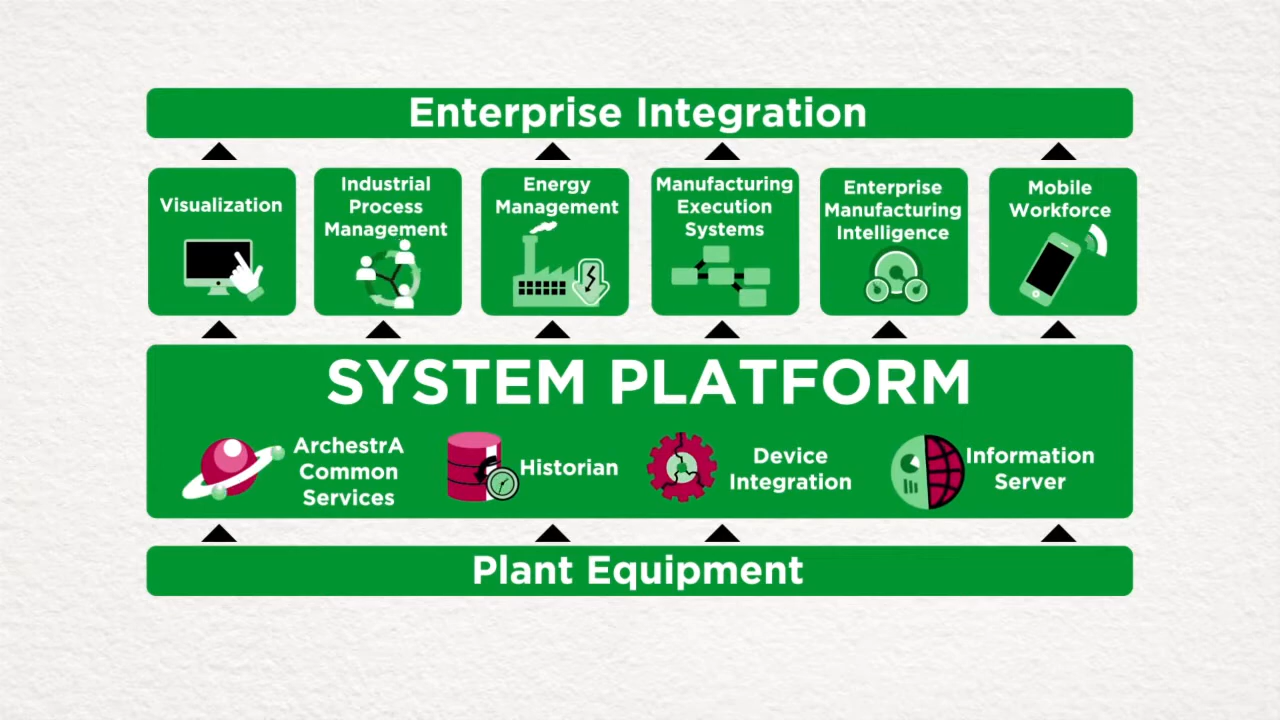 Enterprise Integration
Visualization
Industrial
Process
Management
Energy
Management
Manufacturing
Execution
Systems
Enterprise
Manufacturing
Intelligence
Mobile
Workforce
SYSTEM PLATFORM
ArchestrA
Common
Services
Historian
Device
Integration
Information
Server
Plant Equipment